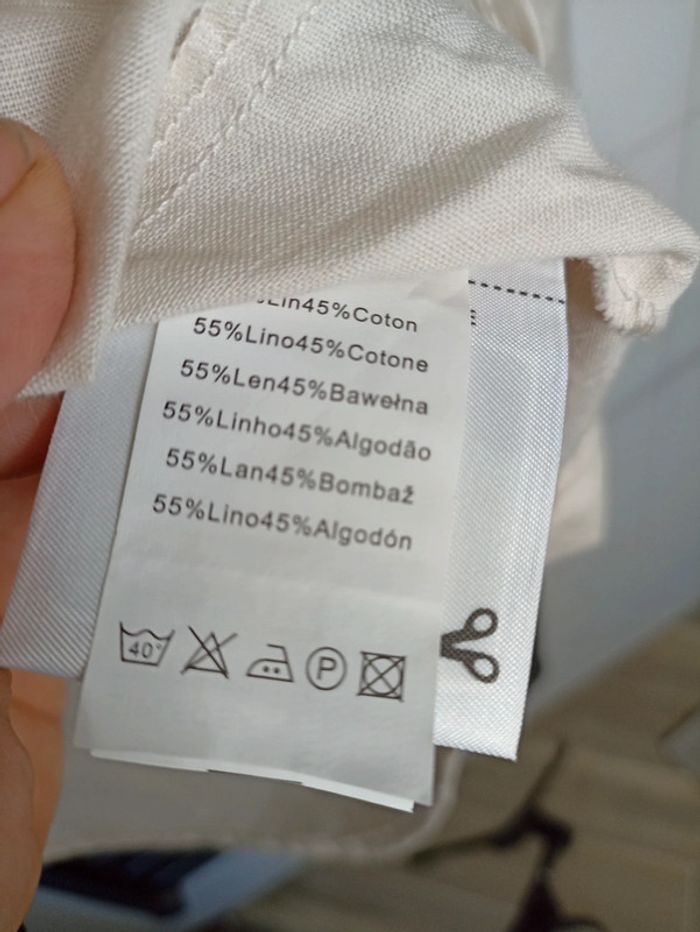 Lin45%Coton
55%Lino45%Cotone
55%Len45%Bawełna
55%Linho45%Algodão
55%Lan45%Bombaž
55%Lino45%Algodón
40° P